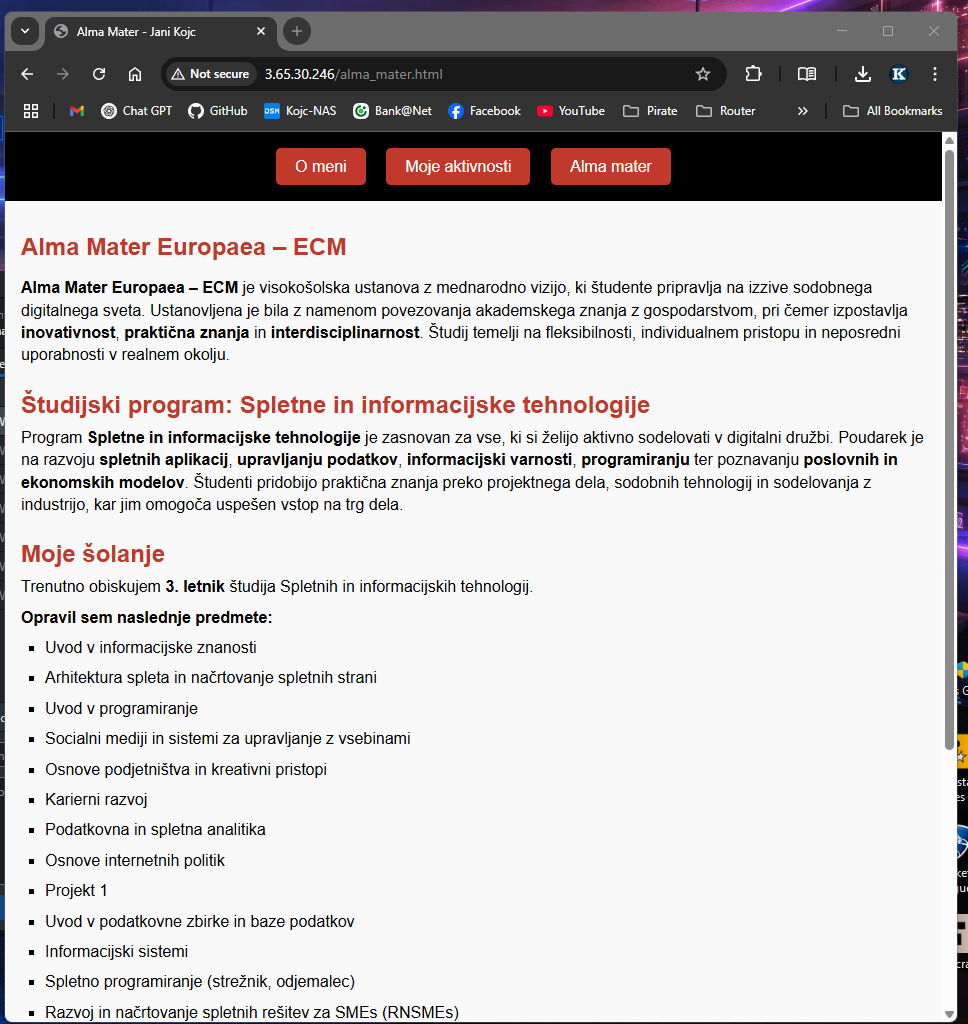 Alma Mater - Jani Kojc
Not secure
3.65.30.246/alma_mater.html
K
Chat GPT
GitHub
DSM
Kojc-NAS
Bank@Net
Facebook
YouTube
Pirate
Router
All Bookmarks
O meni
Moje aktivnosti
Alma mater
Alma Mater Europaea – ECM
Alma Mater Europaea – ECM je visokošolska ustanova z mednarodno vizijo, ki študente pripravlja na izzive sodobnega
digitalnega sveta. Ustanovljena je bila z namenom povezovanja akademskega znanja z gospodarstvom, pri čemer izpostavlja
inovativnost, praktična znanja in interdisciplinarnost. Študij temelji na fleksibilnosti, individualnem pristopu in neposredni
uporabnosti v realnem okolju.
Študijski program: Spletne in informacijske tehnologije
Program Spletne in informacijske tehnologije je zasnovan za vse, ki si želijo aktivno sodelovati v digitalni družbi. Poudarek je
na razvoju spletnih aplikacij, upravljanju podatkov, informacijski varnosti, programiranju ter poznavanju poslovnih in
ekonomskih modelov. Študenti pridobijo praktična znanja preko projektnega dela, sodobnih tehnologij in sodelovanja z
industrijo, kar jim omogoča uspešen vstop na trg dela.
Moje šolanje
Trenutno obiskujem 3. letnik študija Spletnih in informacijskih tehnologij.
Opravil sem naslednje predmete:
Uvod v informacijske znanosti
Arhitektura spleta in načrtovanje spletnih strani
Uvod v programiranje
Socialni mediji in sistemi za upravljanje z vsebinami
Osnove podjetništva in kreativni pristopi
Karierni razvoj
Podatkovna in spletna analitika
Osnove internetnih politik
Projekt 1
Uvod v podatkovne zbirke in baze podatkov
Informacijski sistemi
Spletno programiranje (strežnik, odjemalec)
Razvoj in načrtovanje spletnih rešitev za SMEs (RNSMEs)